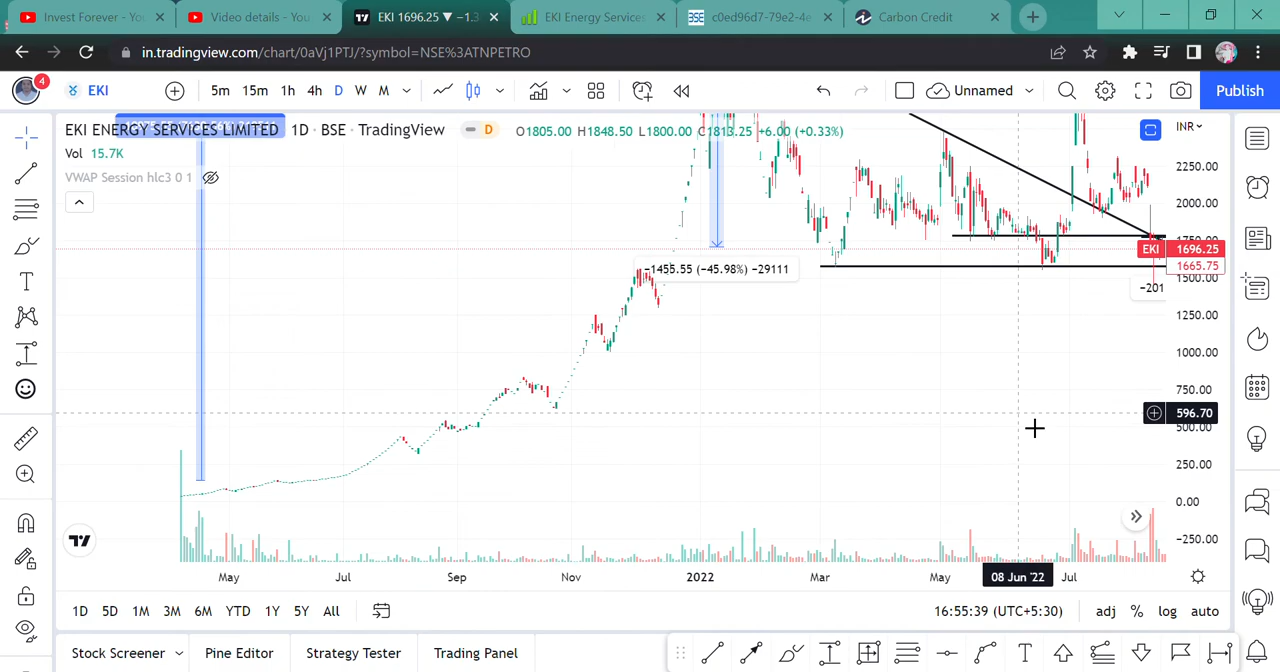 Invest Forever - You
Video details - You
EKI 1696.25 ▼ −1.3
EKI Energy Services
c0ed96d7-79e2-4e
Carbon Credit
in.tradingview.com/chart/0aVj1PTJ/?symbol=NSE%3ATNPETRO
4
EKI
5m 15m 1h 4h D W M
Unnamed
Publish
EKI ENERGY SERVICES LIMITED · 1D · BSE · TradingView
D
O1805.00 H1848.50 L1800.00 C1813.25 +6.00 (+0.33%)
INR
Vol 15.7K
VWAP Session hlc3 0 1
2250.00
2000.00
1750.00
EKI 1696.25
1665.75
−1455.55 (−45.98%) −29111
1500.00
−201
1250.00
1000.00
750.00
596.70
500.00
250.00
0.00
−250.00
May Jul Sep Nov 2022 Mar May 08 Jun '22 Jul
1D 5D 1M 3M 6M YTD 1Y 5Y All
16:55:39 (UTC+5:30) adj % log auto
Stock Screener Pine Editor Strategy Tester Trading Panel
T